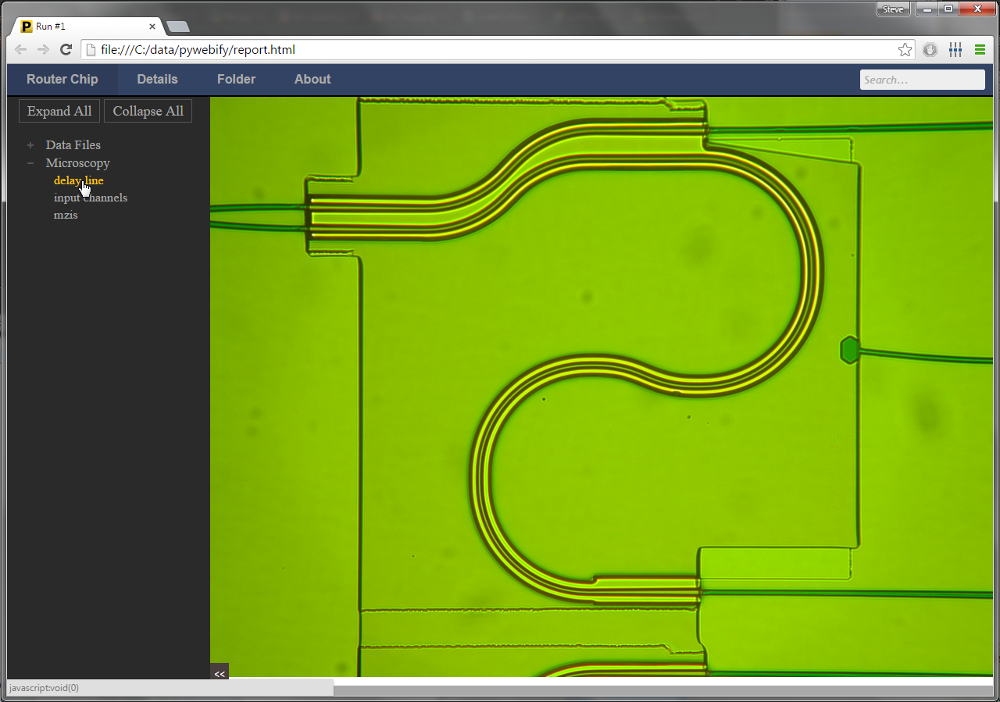 Steve
P Run #1
file:///C:/data/pywebify/report.html
Router Chip Details Folder About Search...
Expand All Collapse All
+ Data Files
− Microscopy
delay line
input channels
mzis
<<
javascript:void(0)